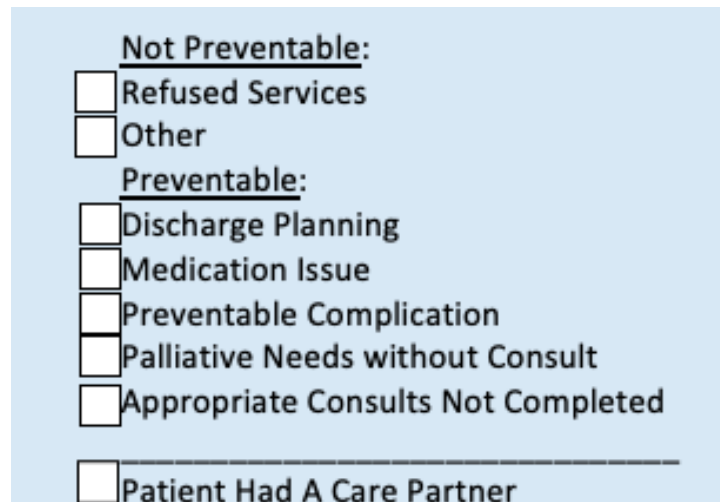 Not Preventable:
Refused Services
Other
Preventable:
Discharge Planning
Medication Issue
Preventable Complication
Palliative Needs without Consult
Appropriate Consults Not Completed
Patient Had A Care Partner